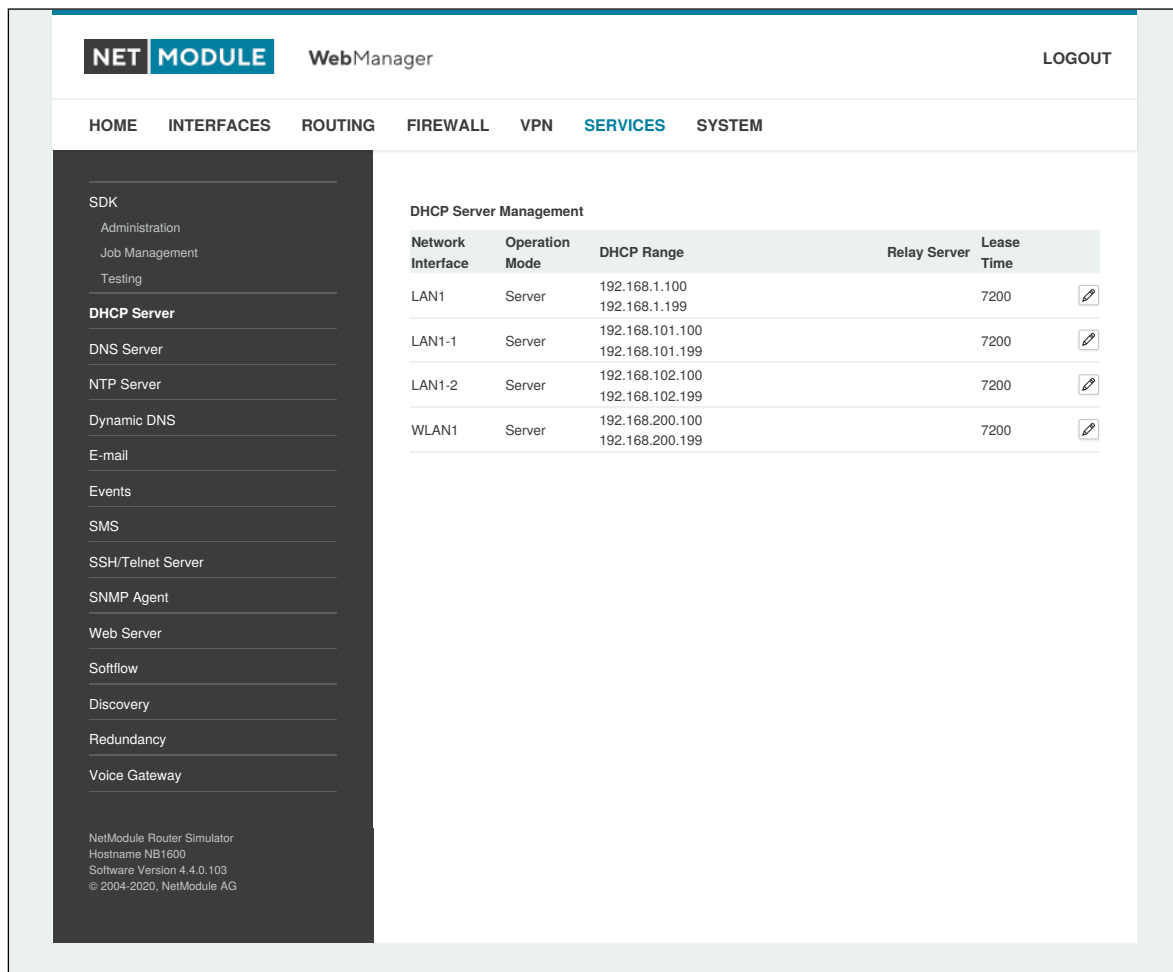 NET MODULE WebManager LOGOUT
HOME INTERFACES ROUTING FIREWALL VPN SERVICES SYSTEM
SDK
Administration
Job Management
Testing
DHCP Server
DNS Server
NTP Server
Dynamic DNS
E-mail
Events
SMS
SSH/Telnet Server
SNMP Agent
Web Server
Softflow
Discovery
Redundancy
Voice Gateway
NetModule Router Simulator
Hostname NB1600
Software Version 4.4.0.103
© 2004-2020, NetModule AG
DHCP Server Management
Network Interface Operation Mode DHCP Range Relay Server Lease Time
LAN1 Server 192.168.1.100 7200
192.168.1.199
LAN1-1 Server 192.168.101.100 7200
192.168.101.199
LAN1-2 Server 192.168.102.100 7200
192.168.102.199
WLAN1 Server 192.168.200.100 7200
192.168.200.199